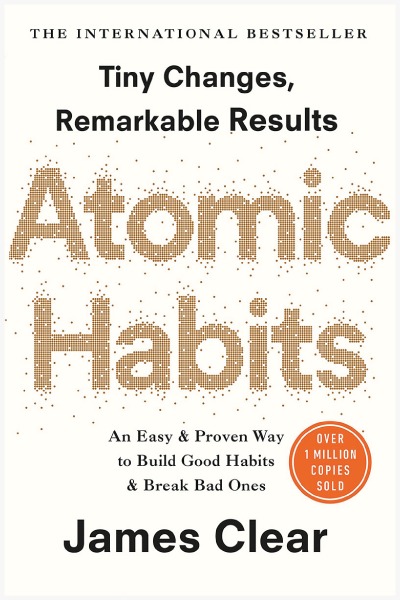 THE INTERNATIONAL BESTSELLER
Tiny Changes,
Remarkable Results
Atomic
Habits
An Easy & Proven Way
to Build Good Habits
& Break Bad Ones
OVER
1 MILLION
COPIES
SOLD
James Clear